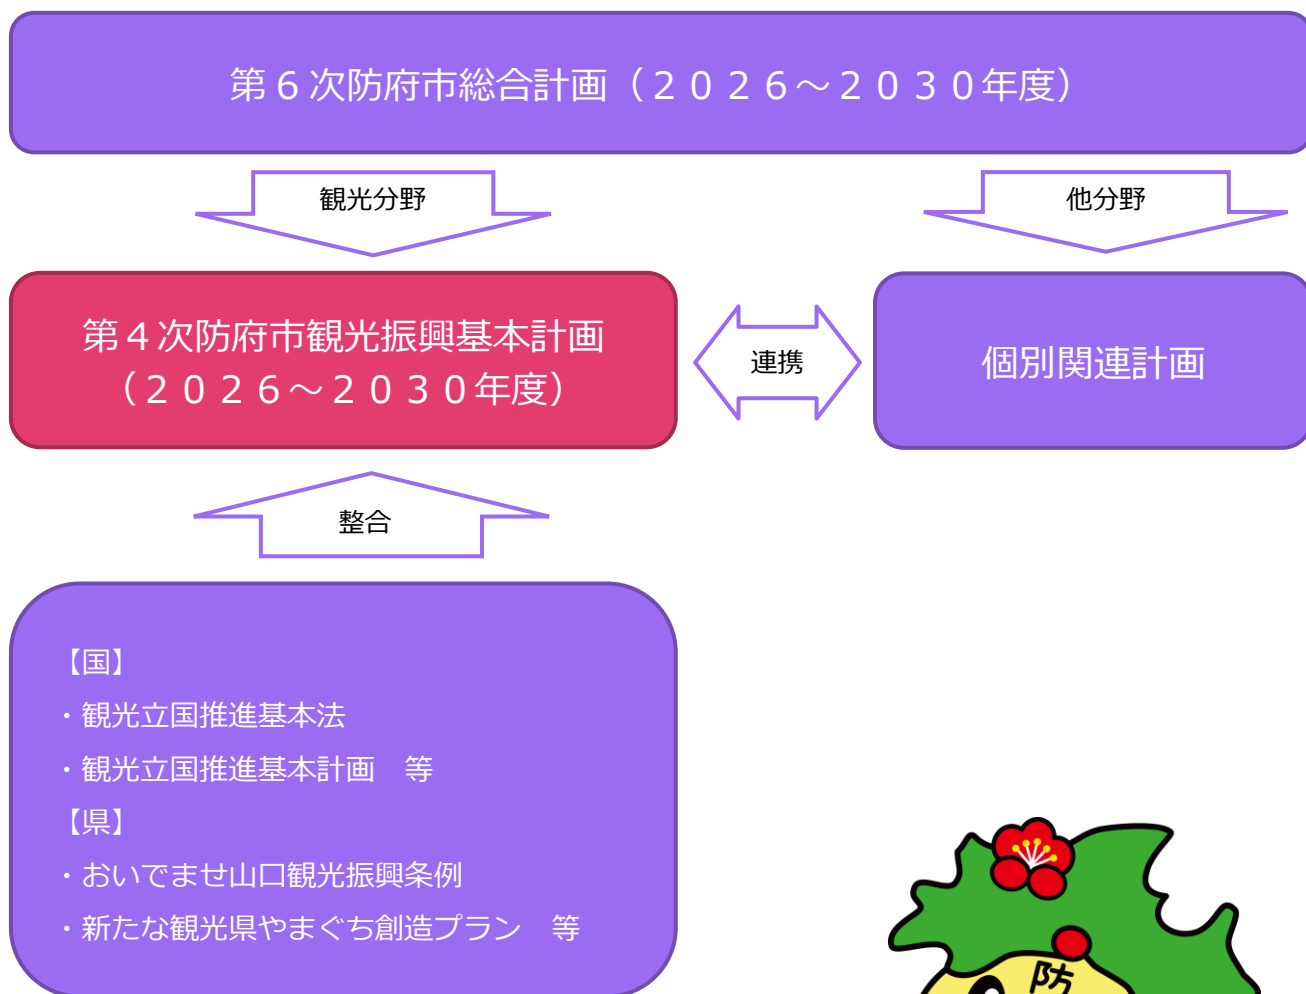 第６次防府市総合計画（２０２６～２０３０年度）
観光分野
他分野
第４次防府市観光振興基本計画
（２０２６～２０３０年度）
連携
個別関連計画
整合
【国】
・観光立国推進基本法
・観光立国推進基本計画　等
【県】
・おいでませ山口観光振興条例
・新たな観光県やまぐち創造プラン　等
防